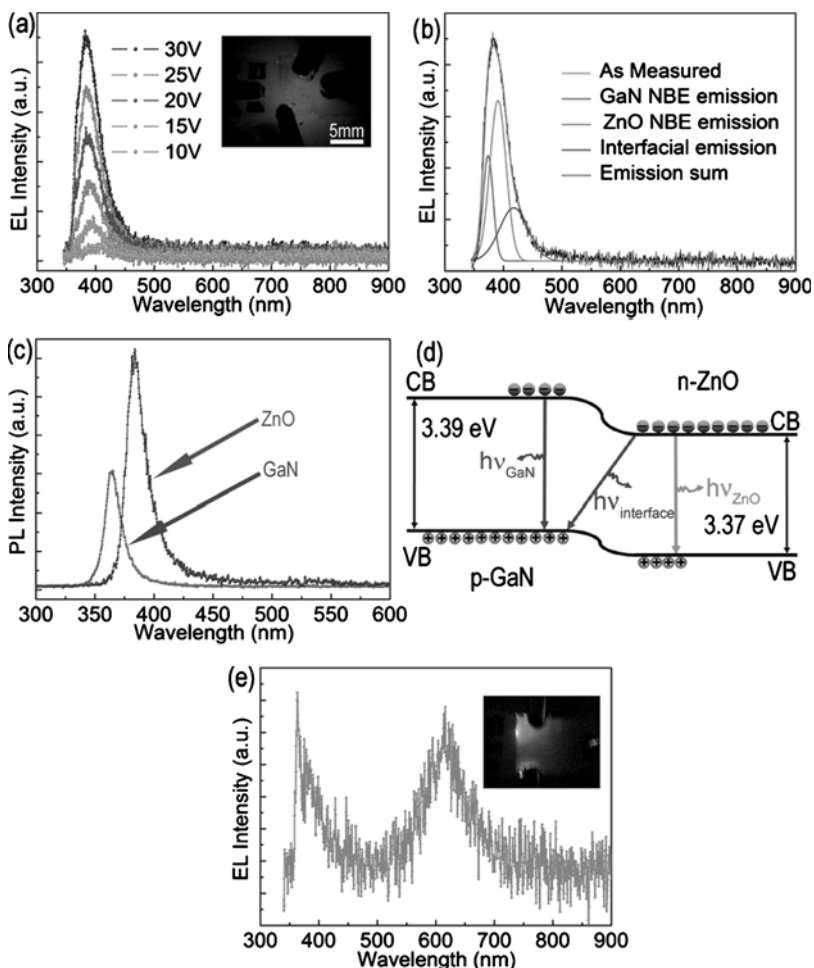 (a)
30V
25V
20V
15V
10V
5mm
EL Intensity (a.u.)
300 400 500 600 700 800 900
Wavelength (nm)
(b)
As Measured
GaN NBE emission
ZnO NBE emission
Interfacial emission
Emission sum
EL Intensity (a.u.)
300 400 500 600 700 800 900
Wavelength (nm)
(c)
ZnO
GaN
PL Intensity (a.u.)
300 350 400 450 500 550 600
Wavelength (nm)
(d)
n-ZnO
CB
CB
3.39 eV
hνGaN
hνinterface
hνZnO
3.37 eV
VB
VB
p-GaN
(e)
EL Intensity (a.u.)
300 400 500 600 700 800 900
Wavelength (nm)